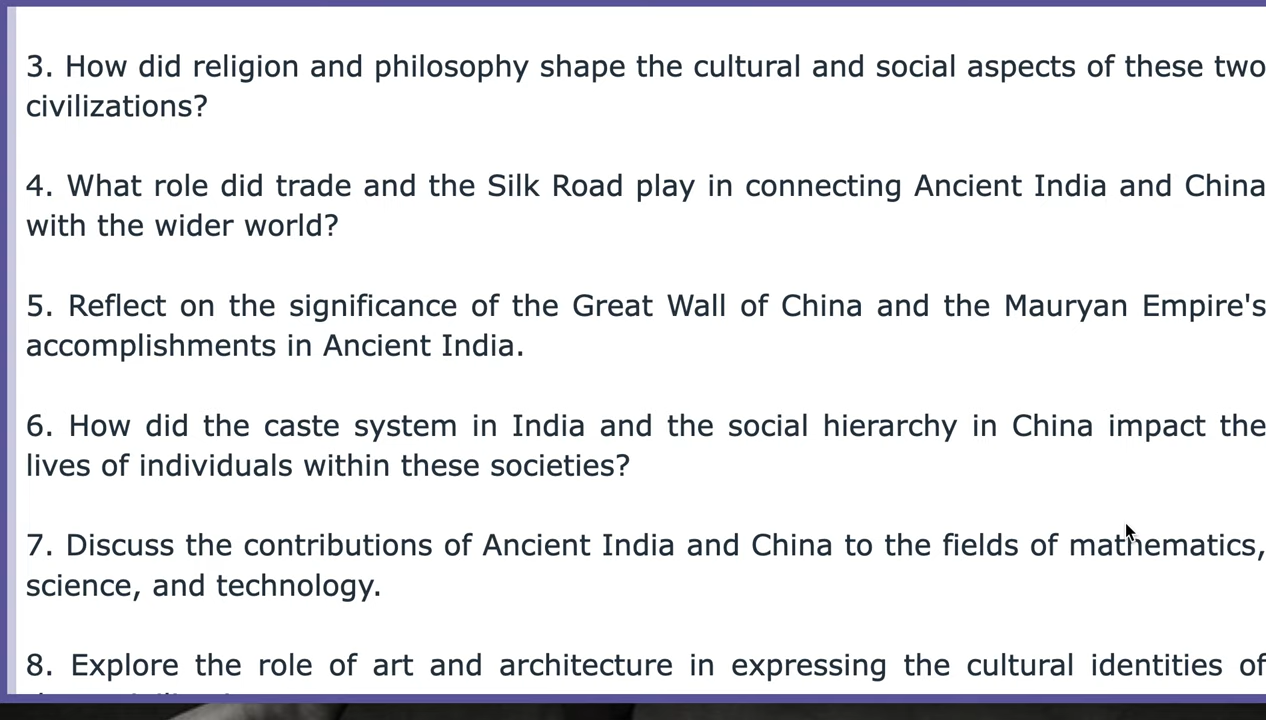 3. How did religion and philosophy shape the cultural and social aspects of these two
civilizations?
4. What role did trade and the Silk Road play in connecting Ancient India and China
with the wider world?
5. Reflect on the significance of the Great Wall of China and the Mauryan Empire's
accomplishments in Ancient India.
6. How did the caste system in India and the social hierarchy in China impact the
lives of individuals within these societies?
7. Discuss the contributions of Ancient India and China to the fields of mathematics,
science, and technology.
8. Explore the role of art and architecture in expressing the cultural identities of